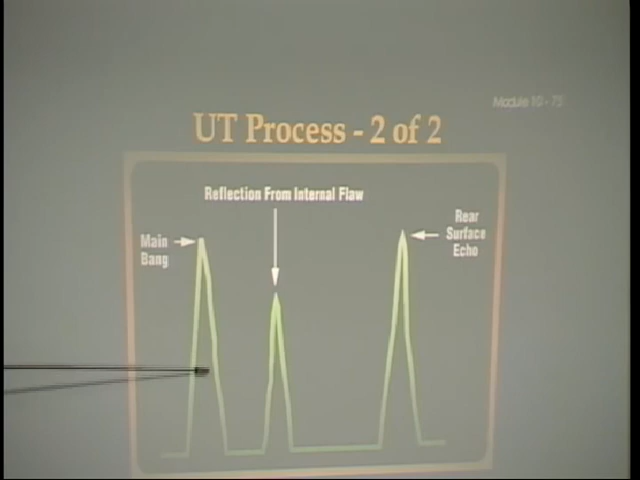 Module 10 - 75
UT Process - 2 of 2
Reflection From Internal Flaw
Main
Bang
Rear
Surface
Echo